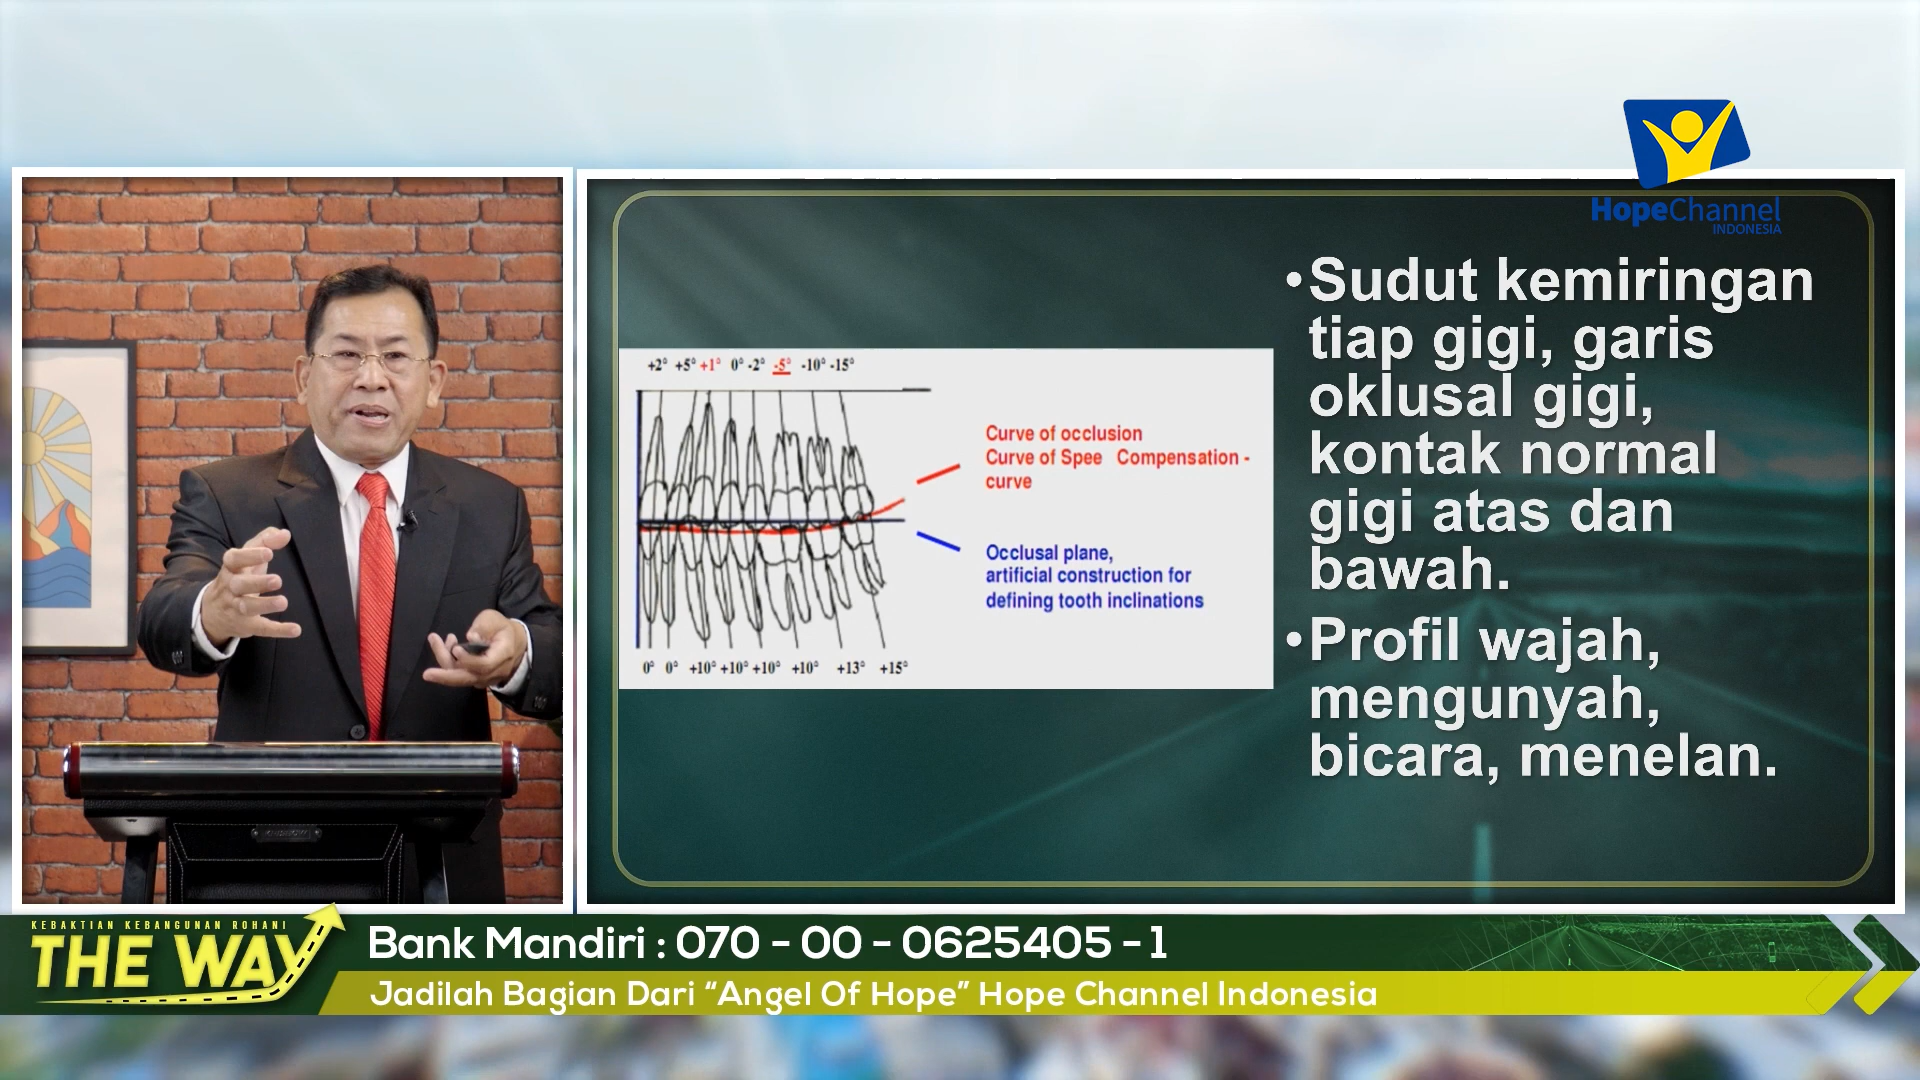 HopeChannel
INDONESIA
•Sudut kemiringan
tiap gigi, garis
oklusal gigi,
kontak normal
gigi atas dan
bawah.
•Profil wajah,
mengunyah,
bicara, menelan.
+2° +5° +1° 0° -2° -5° -10° -15°
Curve of occlusion
Curve of Spee Compensation -
curve
Occlusal plane,
artificial construction for
defining tooth inclinations
0° 0° +10° +10° +10° +10° +13° +15°
KEBAKTIAN KEBANGUNAN ROHANI
THE WAY
Bank Mandiri : 070 - 00 - 0625405 - 1
Jadilah Bagian Dari “Angel Of Hope” Hope Channel Indonesia